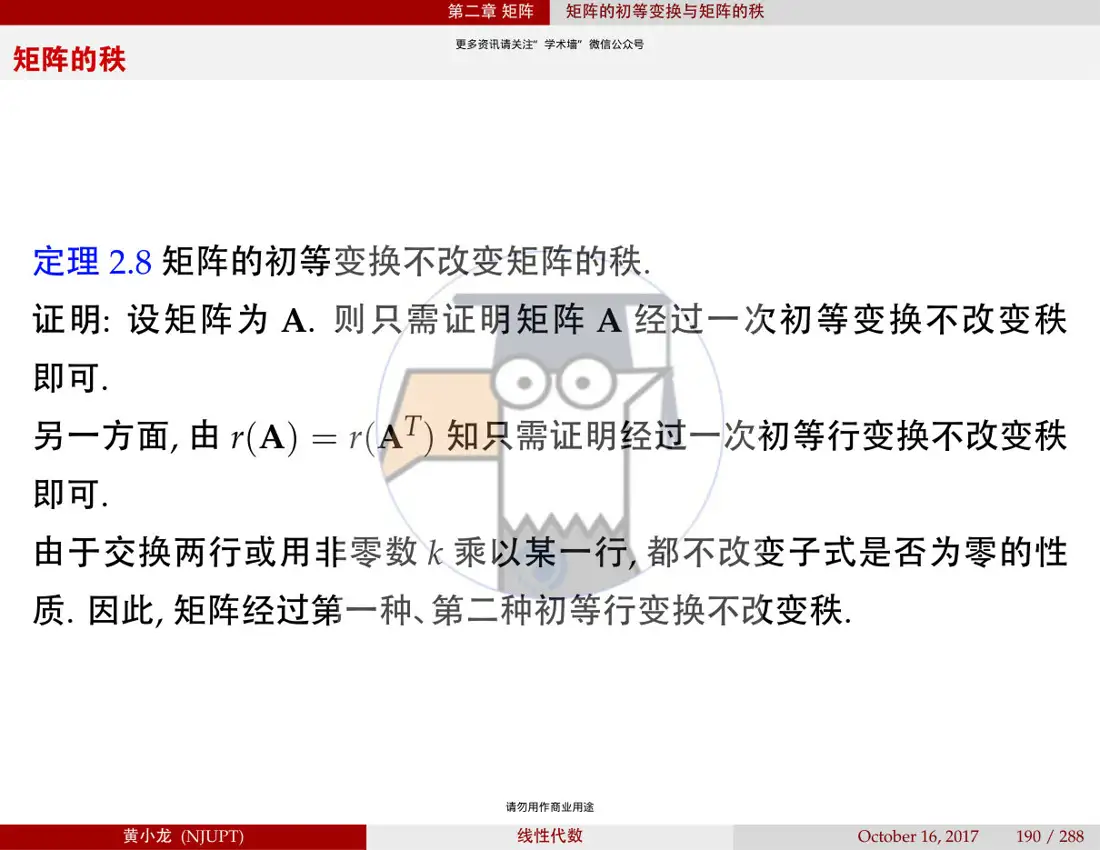 第二章 矩阵 矩阵的初等变换与矩阵的秩
更多资讯请关注“学术墙”微信公众号
矩阵的秩
定理 2.8 矩阵的初等变换不改变矩阵的秩.
证明: 设矩阵为 A. 则只需证明矩阵 A 经过一次初等变换不改变秩
即可.
另一方面, 由 r(A) = r(A^T) 知只需证明经过一次初等行变换不改变秩
即可.
由于交换两行或用非零数 k 乘以某一行, 都不改变子式是否为零的性
质. 因此, 矩阵经过第一种、第二种初等行变换不改变秩.
请勿用作商业用途
黄小龙 (NJUPT) 线性代数 October 16, 2017 190 / 288